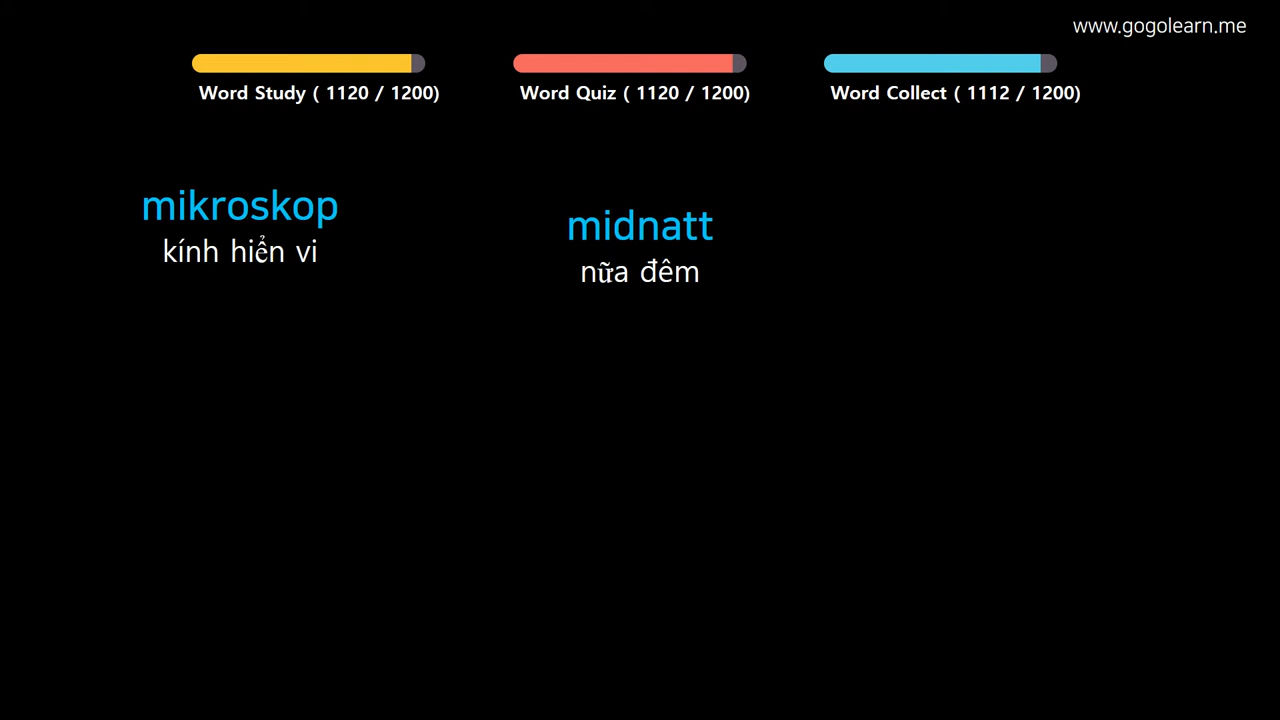 www.gogolearn.me
Word Study ( 1120 / 1200)
Word Quiz ( 1120 / 1200)
Word Collect ( 1112 / 1200)
mikroskop
kính hiển vi
midnatt
nữa đêm